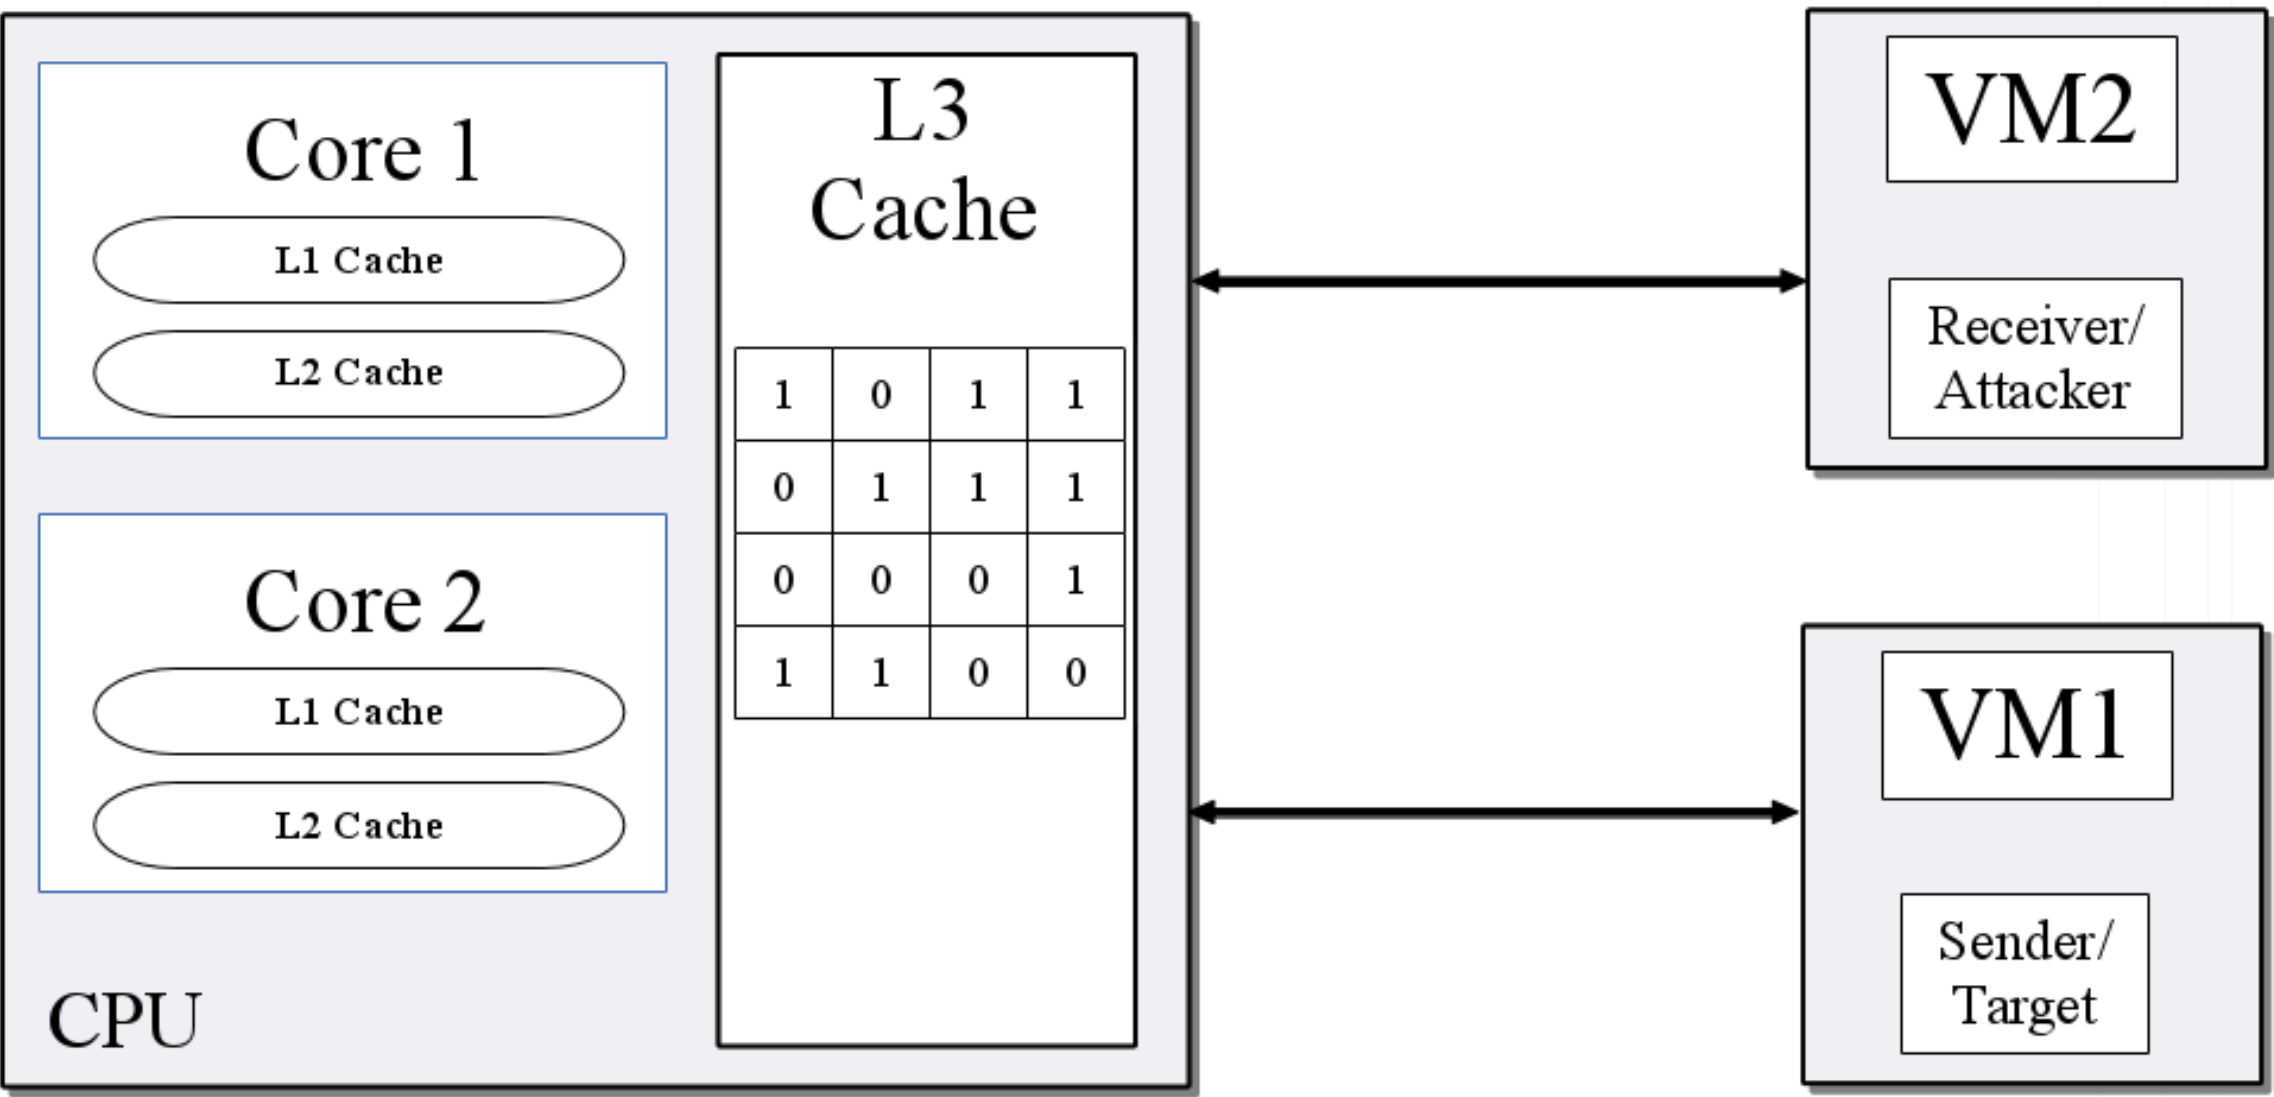 Core 1
L1 Cache
L2 Cache
Core 2
L1 Cache
L2 Cache
CPU
L3
Cache
1 0 1 1
0 1 1 1
0 0 0 1
1 1 0 0
VM2
Receiver/
Attacker
VM1
Sender/
Target